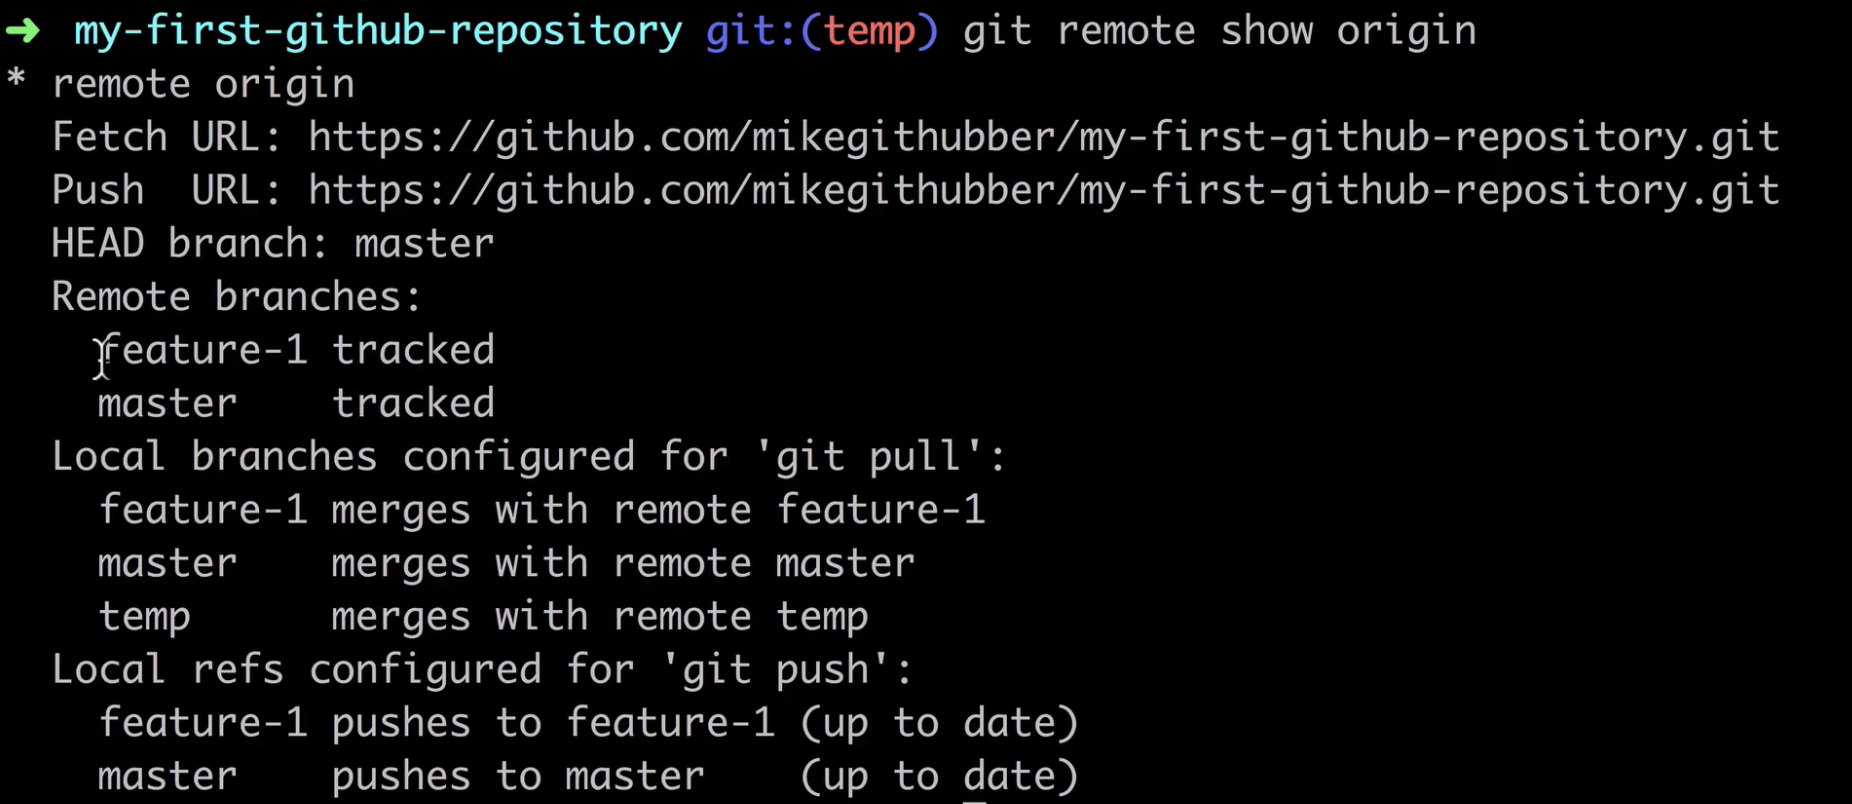 ➜ my-first-github-repository git:(temp) git remote show origin
* remote origin
  Fetch URL: https://github.com/mikegithubber/my-first-github-repository.git
  Push  URL: https://github.com/mikegithubber/my-first-github-repository.git
  HEAD branch: master
  Remote branches:
    feature-1 tracked
    master    tracked
  Local branches configured for 'git pull':
    feature-1 merges with remote feature-1
    master    merges with remote master
    temp      merges with remote temp
  Local refs configured for 'git push':
    feature-1 pushes to feature-1 (up to date)
    master    pushes to master    (up to date)